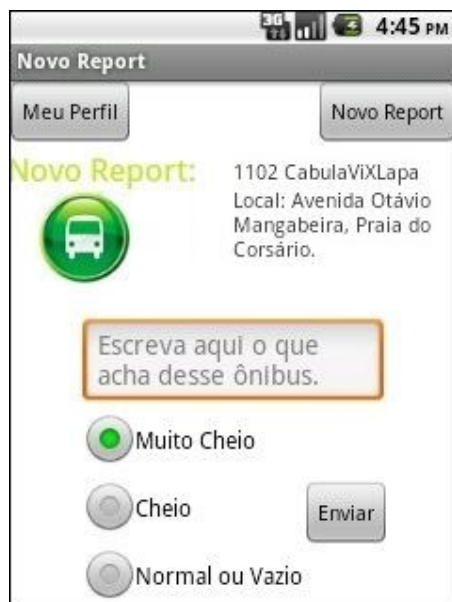 3G
4:45 PM
Novo Report
Meu Perfil
Novo Report
Novo Report:
1102 CabulaViXLapa
Local: Avenida Otávio
Mangabeira, Praia do
Corsário.
Escreva aqui o que
acha desse ônibus.
Muito Cheio
Cheio
Enviar
Normal ou Vazio